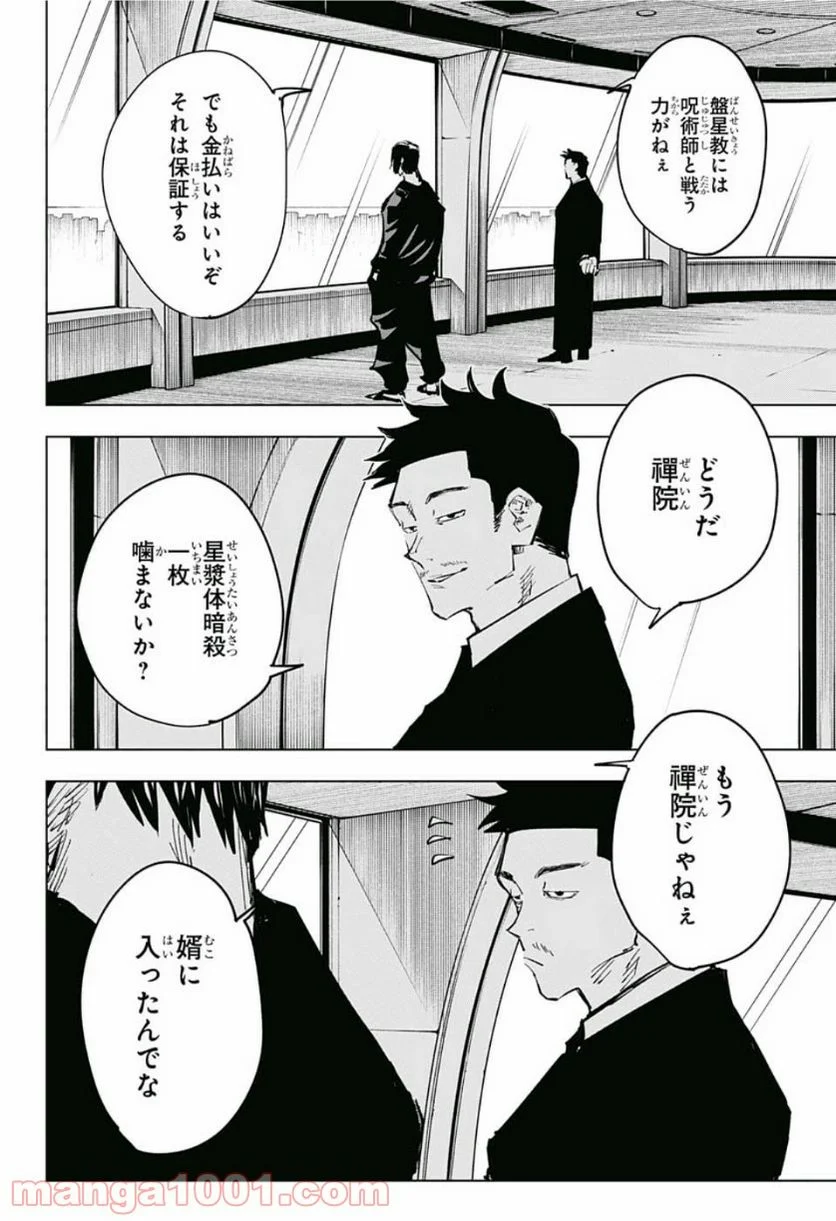 盤星教には
呪術師と戦う
力がねぇ
でも金払いはいいぞ
それは保証する
どうだ
禪院
星漿体暗殺
一枚
噛まないか?
もう
禪院じゃねぇ
婿に
入ったんでな
manga1001.com